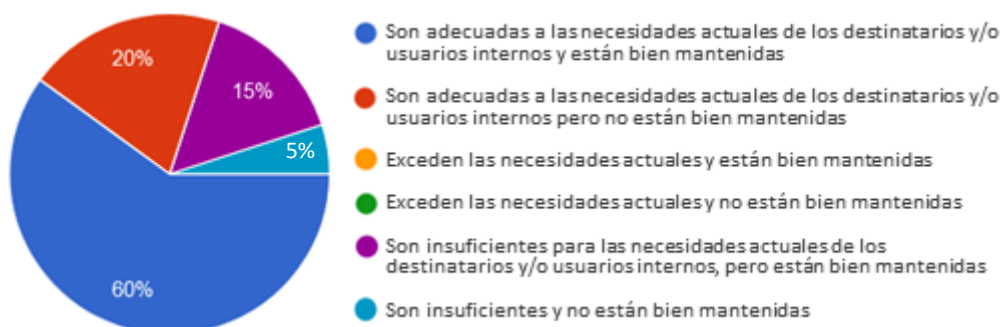 20%
15%
5%
60%
Son adecuadas a las necesidades actuales de los destinatarios y/o
usuarios internos y están bien mantenidas
Son adecuadas a las necesidades actuales de los destinatarios y/o
usuarios internos pero no están bien mantenidas
Exceden las necesidades actuales y están bien mantenidas
Exceden las necesidades actuales y no están bien mantenidas
Son insuficientes para las necesidades actuales de los
destinatarios y/o usuarios internos, pero están bien mantenidas
Son insuficientes y no están bien mantenidas